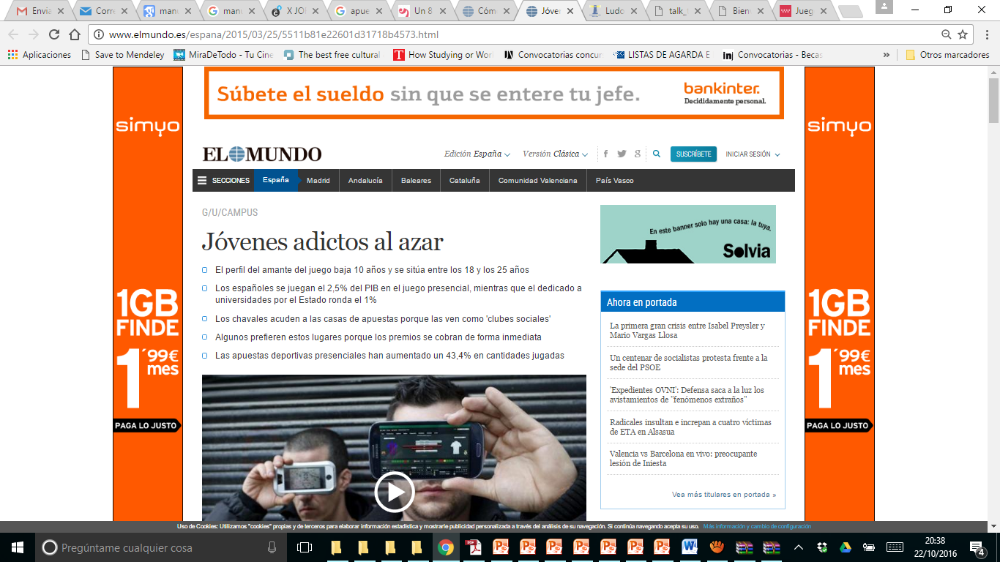 Envia
Corre
manu
manu
X JOI
apue
Un 8
Cóm
Jóve
Ludo
talk_
Bien
Jueg
www.elmundo.es/espana/2015/03/25/5511b81e22601d31718b4573.html
Aplicaciones
Save to Mendeley
MiraDeTodo - Tu Cine
The best free cultural
How Studying or Wor
Convocatorias concur
LISTAS DE AGARDA E
Convocatorias - Becas
»
Otros marcadores
Súbete el sueldo sin que se entere tu jefe.
bankinter.
Decididamente personal.
simyo
1GB
FINDE
1´99€
mes
PAGA LO JUSTO
EL MUNDO
Edición España
Versión Clásica
SUSCRÍBETE
INICIAR SESIÓN
SECCIONES
España
Madrid
Andalucía
Baleares
Cataluña
Comunidad Valenciana
País Vasco
G/U/CAMPUS
Jóvenes adictos al azar
El perfil del amante del juego baja 10 años y se sitúa entre los 18 y los 25 años
Los españoles se juegan el 2,5% del PIB en el juego presencial, mientras que el dedicado a
universidades por el Estado ronda el 1%
Los chavales acuden a las casas de apuestas porque las ven como 'clubes sociales'
Algunos prefieren estos lugares porque los premios se cobran de forma inmediata
Las apuestas deportivas presenciales han aumentado un 43,4% en cantidades jugadas
En este banner solo hay una casa: la tuya.
Solvia
Ahora en portada
La primera gran crisis entre Isabel Preysler y
Mario Vargas Llosa
Un centenar de socialistas protesta frente a la
sede del PSOE
'Expedientes OVNI': Defensa saca a la luz los
avistamientos de "fenómenos extraños"
Radicales insultan e increpan a cuatro víctimas
de ETA en Alsasua
Valencia vs Barcelona en vivo: preocupante
lesión de Iniesta
Vea más titulares en portada »
simyo
1GB
FINDE
1´99€
mes
PAGA LO JUSTO
Uso de Cookies: Utilizamos "cookies" propias y de terceros para elaborar información estadística y mostrarle publicidad personalizada a través del análisis de su navegación. Si continúa navegando acepta su uso. Más información y cambio de configuración
Pregúntame cualquier cosa
20:38
22/10/2016
4